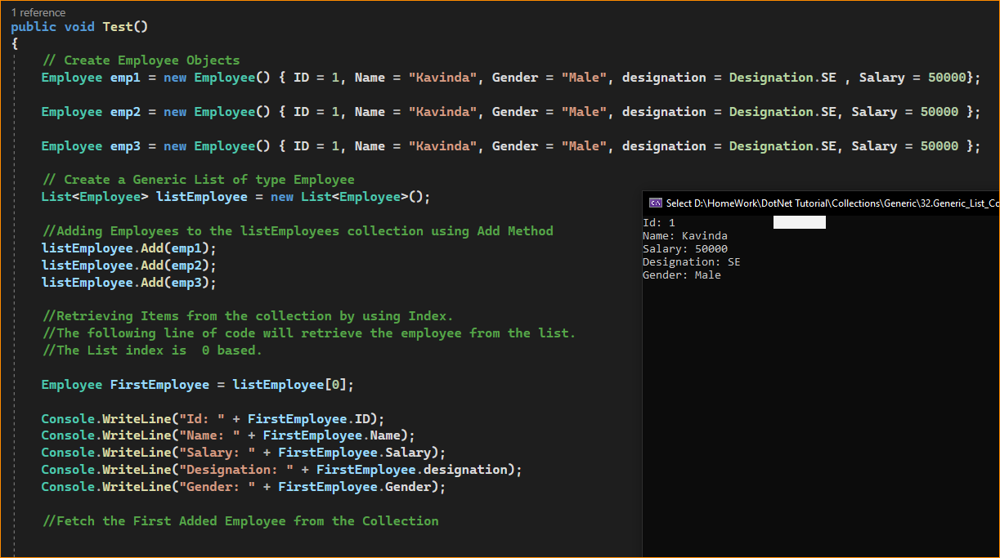 1 reference
public void Test()
{
// Create Employee Objects
Employee emp1 = new Employee() { ID = 1, Name = "Kavinda", Gender = "Male", designation = Designation.SE , Salary = 50000};
Employee emp2 = new Employee() { ID = 1, Name = "Kavinda", Gender = "Male", designation = Designation.SE, Salary = 50000 };
Employee emp3 = new Employee() { ID = 1, Name = "Kavinda", Gender = "Male", designation = Designation.SE, Salary = 50000 };
// Create a Generic List of type Employee
List<Employee> listEmployee = new List<Employee>();
//Adding Employees to the listEmployees collection using Add Method
listEmployee.Add(emp1);
listEmployee.Add(emp2);
listEmployee.Add(emp3);
//Retrieving Items from the collection by using Index.
//The following line of code will retrieve the employee from the list.
//The List index is  0 based.
Employee FirstEmployee = listEmployee[0];
Console.WriteLine("Id: " + FirstEmployee.ID);
Console.WriteLine("Name: " + FirstEmployee.Name);
Console.WriteLine("Salary: " + FirstEmployee.Salary);
Console.WriteLine("Designation: " + FirstEmployee.designation);
Console.WriteLine("Gender: " + FirstEmployee.Gender);
//Fetch the First Added Employee from the Collection
Select D:\HomeWork\DotNet Tutorial\Collections\Generic\32.Generic_List_Co
Id: 1
Name: Kavinda
Salary: 50000
Designation: SE
Gender: Male